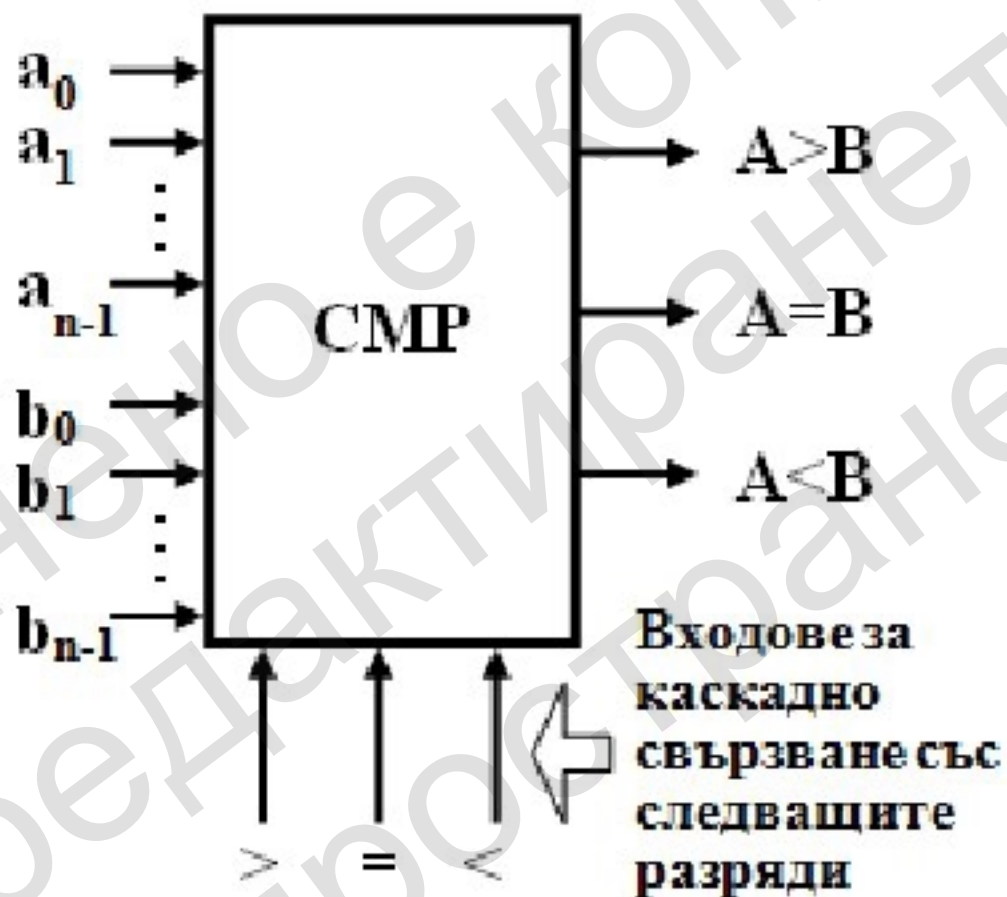 a0
a1
an-1
b0
b1
bn-1
CMP
A>B
A=B
A<B
> = <
Входове за
каскадно
свързване със
следващите
разряди